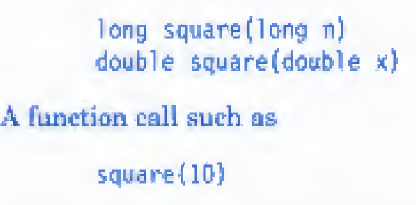 long square(long n)
double square(double x)
A function call such as
square(10)